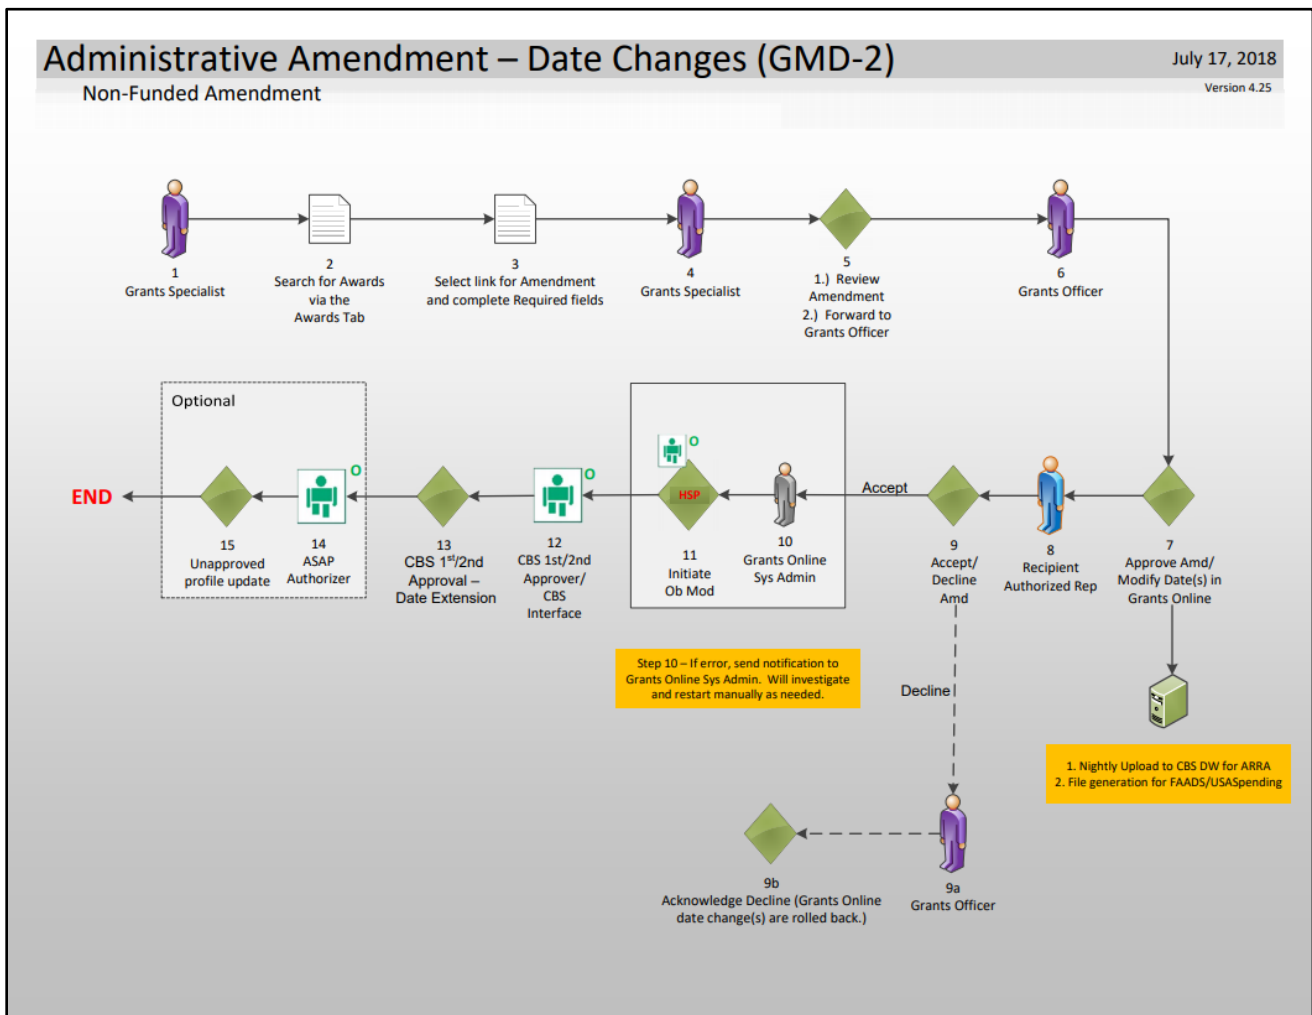 Administrative Amendment – Date Changes (GMD-2)
July 17, 2018
Non-Funded Amendment
Version 4.25
1
Grants Specialist
2
Search for Awards
via the
Awards Tab
3
Select link for Amendment
and complete Required fields
4
Grants Specialist
5
1.) Review
Amendment
2.) Forward to
Grants Officer
6
Grants Officer
Optional
END
15
Unapproved
profile update
O
14
ASAP
Authorizer
13
CBS 1st/2nd
Approval –
Date Extension
O
12
CBS 1st/2nd
Approver/
CBS
Interface
O
HSP
11
Initiate
Ob Mod
10
Grants Online
Sys Admin
Accept
9
Accept/
Decline
Amd
8
Recipient
Authorized Rep
7
Approve Amd/
Modify Date(s) in
Grants Online
Step 10 – If error, send notification to
Grants Online Sys Admin. Will investigate
and restart manually as needed.
Decline
1. Nightly Upload to CBS DW for ARRA
2. File generation for FAADS/USASpending
9b
Acknowledge Decline (Grants Online
date change(s) are rolled back.)
9a
Grants Officer